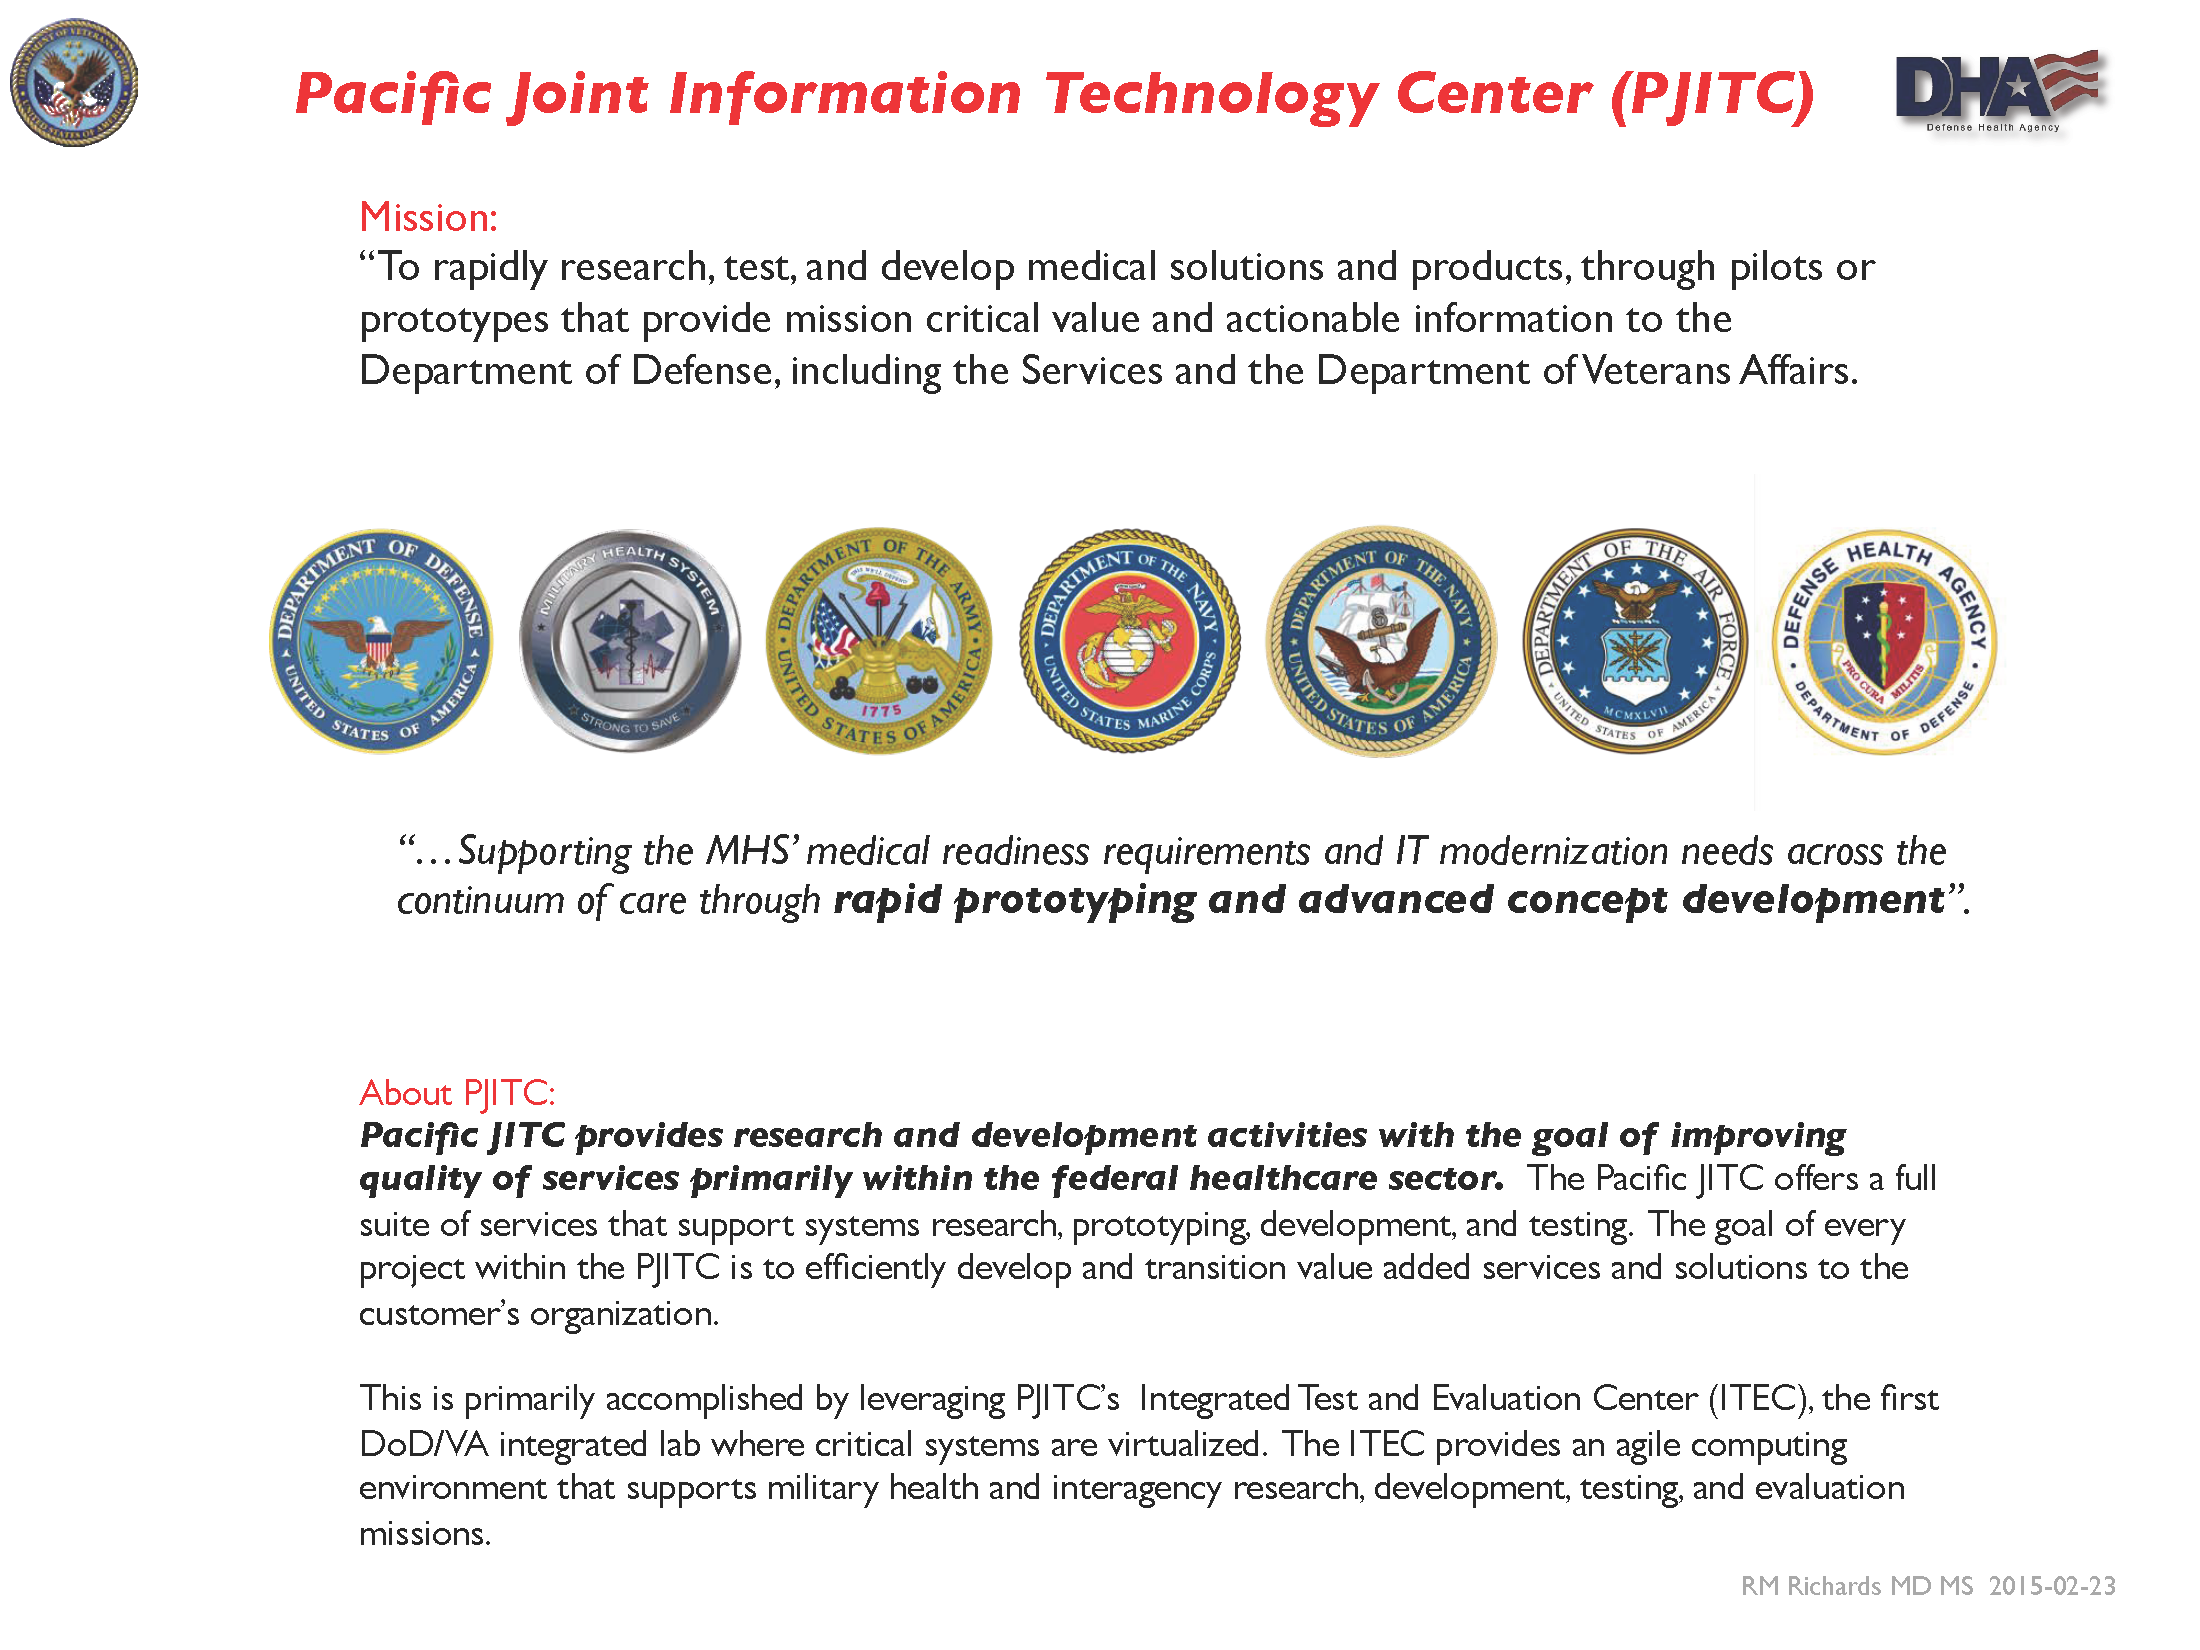 DEPARTMENT OF VETERANS AFFAIRS
UNITED STATES OF AMERICA
Pacific Joint Information Technology Center (PJITC)
DHA
Defense Health Agency
Mission:
“To rapidly research, test, and develop medical solutions and products, through pilots or
prototypes that provide mission critical value and actionable information to the
Department of Defense, including the Services and the Department of Veterans Affairs.
DEPARTMENT OF DEFENSE
UNITED STATES OF AMERICA
MILITARY HEALTH SYSTEM
STRONG TO SAVE
DEPARTMENT OF THE ARMY
THIS WE'LL DEFEND
1775
UNITED STATES OF AMERICA
DEPARTMENT OF THE NAVY
UNITED STATES MARINE CORPS
DEPARTMENT OF THE NAVY
UNITED STATES OF AMERICA
DEPARTMENT OF THE AIR FORCE
MCMXLVII
UNITED STATES OF AMERICA
DEFENSE HEALTH AGENCY
PRO CURA MILITIS
DEPARTMENT OF DEFENSE
“…Supporting the MHS’ medical readiness requirements and IT modernization needs across the
continuum of care through rapid prototyping and advanced concept development”.
About PJITC:
Pacific JITC provides research and development activities with the goal of improving
quality of services primarily within the federal healthcare sector. The Pacific JITC offers a full
suite of services that support systems research, prototyping, development, and testing. The goal of every
project within the PJITC is to efficiently develop and transition value added services and solutions to the
customer’s organization.
This is primarily accomplished by leveraging PJITC’s Integrated Test and Evaluation Center (ITEC), the first
DoD/VA integrated lab where critical systems are virtualized. The ITEC provides an agile computing
environment that supports military health and interagency research, development, testing, and evaluation
missions.
RM Richards MD MS 2015-02-23